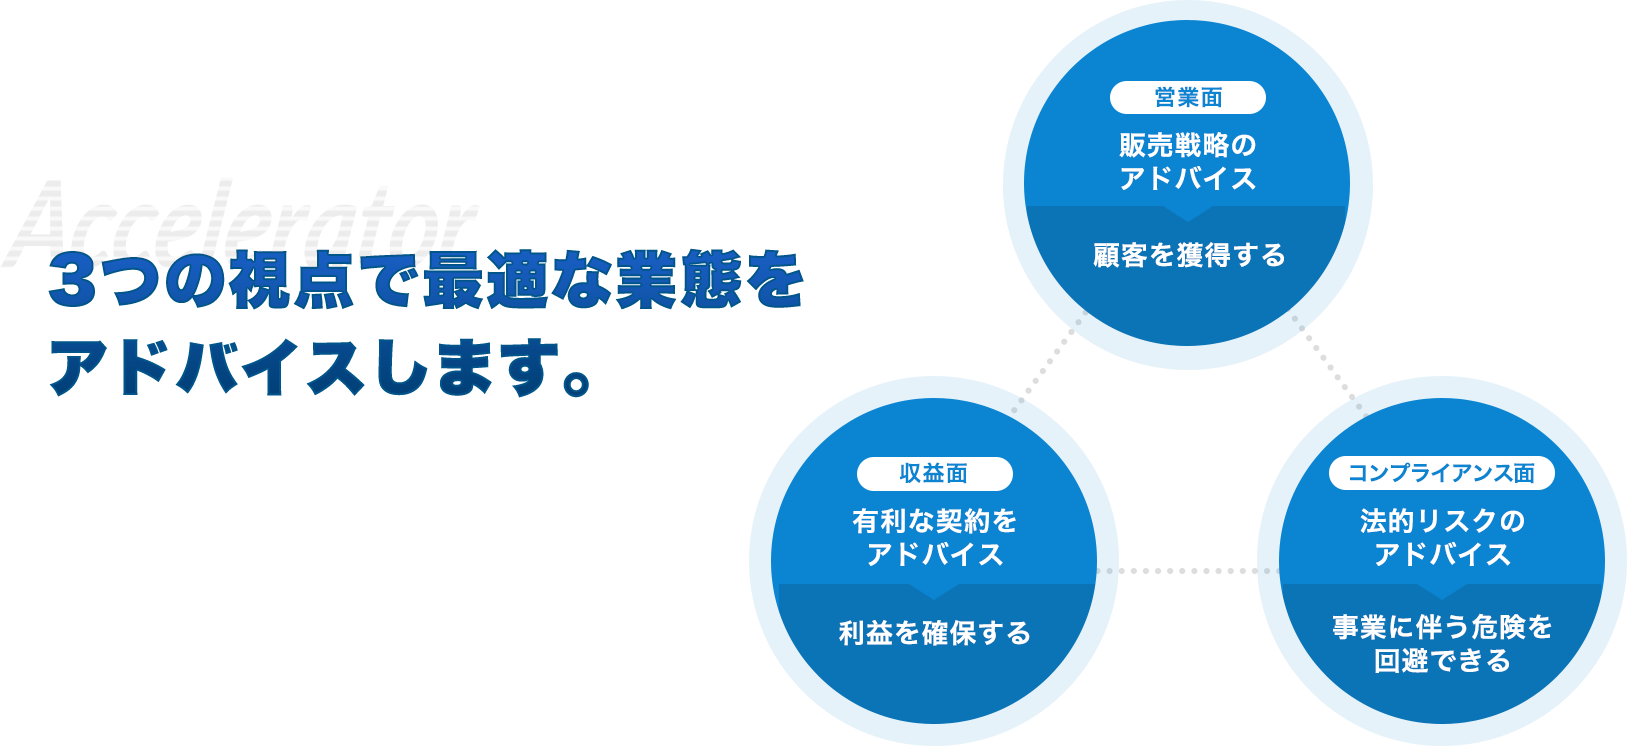 Accelerator
3つの視点で最適な業態を
アドバイスします。
営業面
販売戦略の
アドバイス
顧客を獲得する
収益面
有利な契約を
アドバイス
利益を確保する
コンプライアンス面
法的リスクの
アドバイス
事業に伴う危険を
回避できる